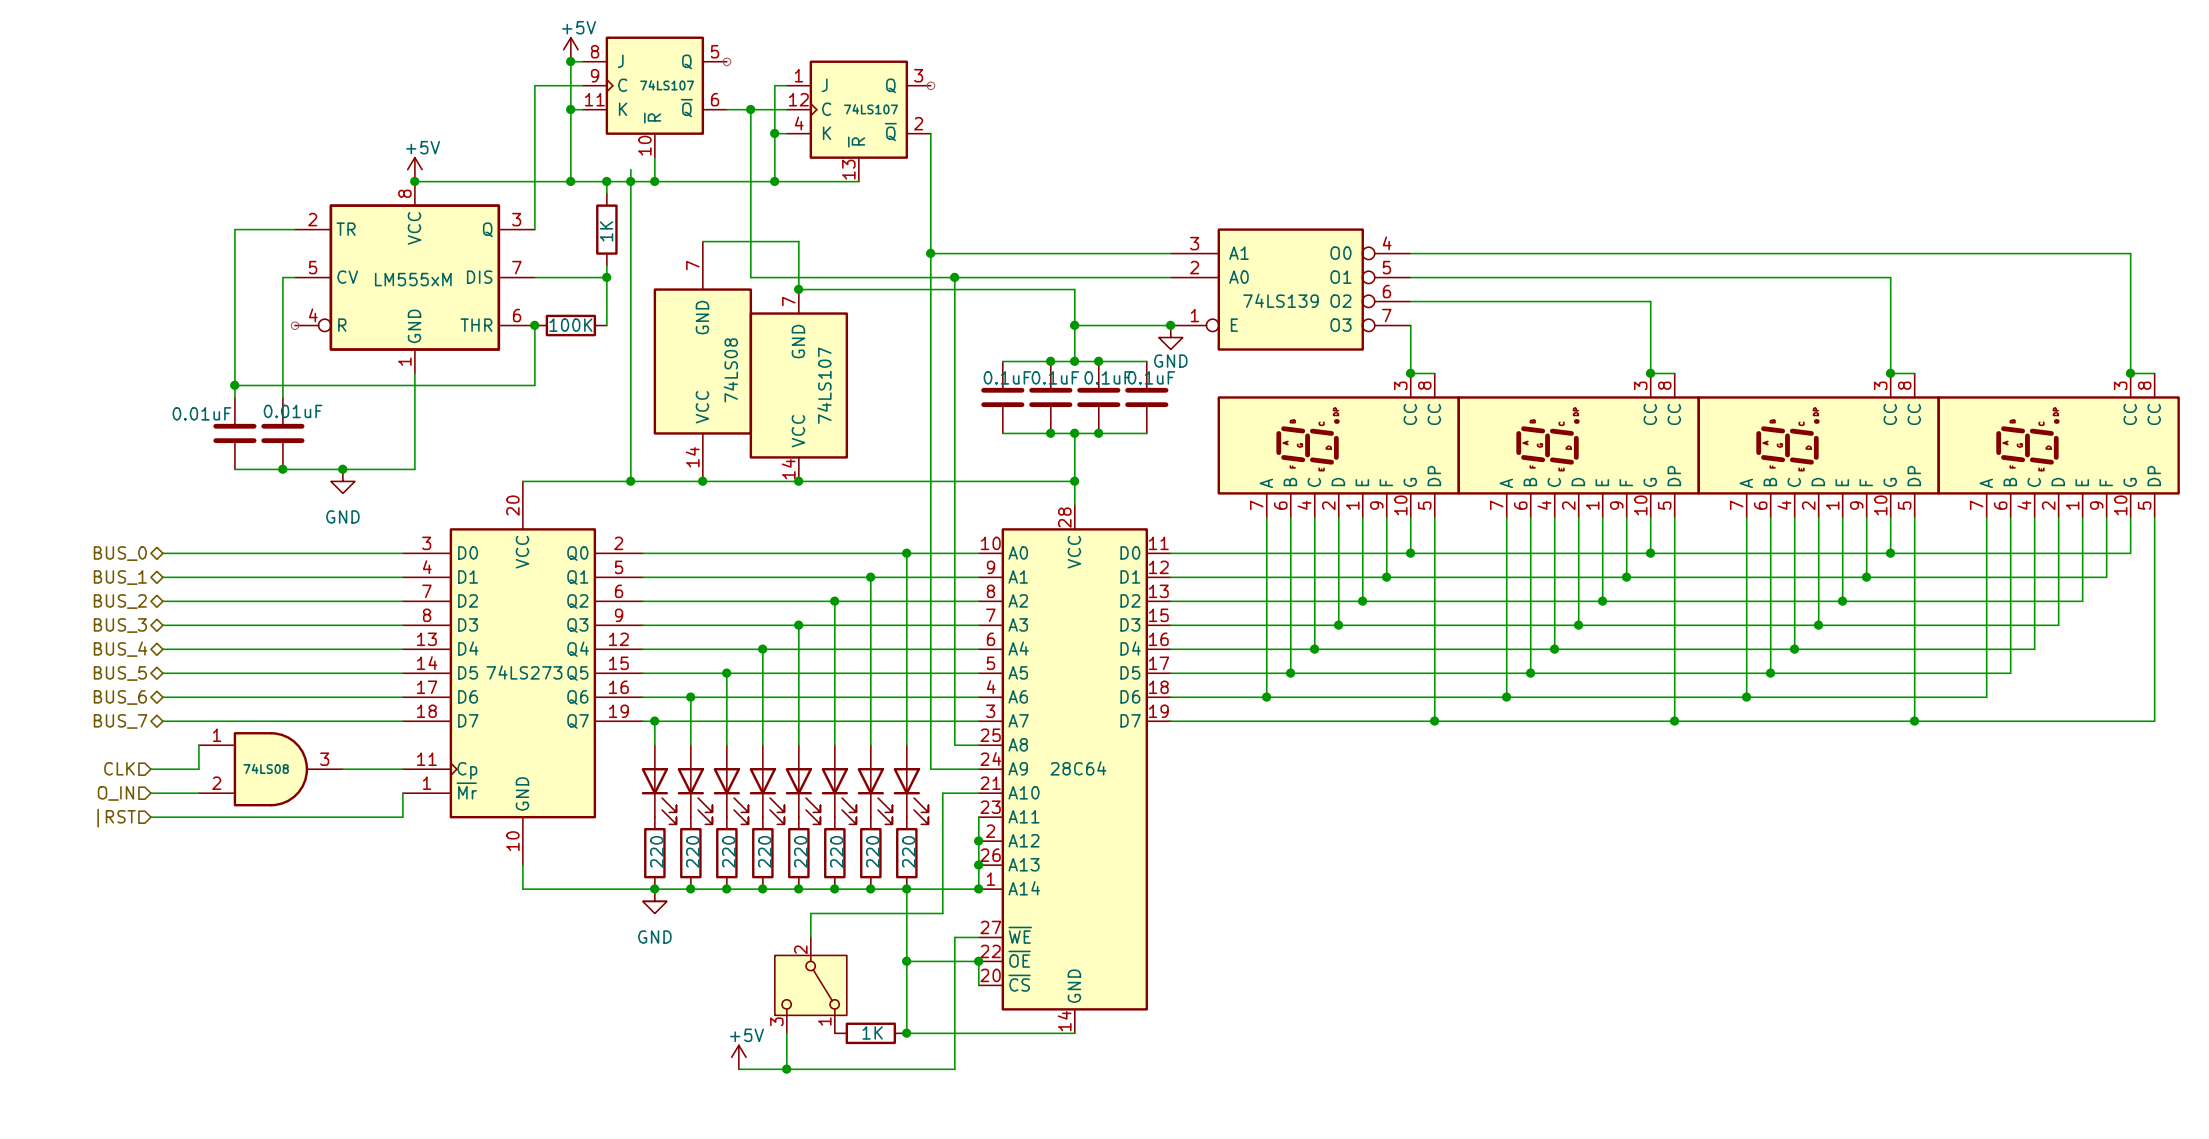 +5V
8 J Q 5
9 C 74LS107
11 K Q 6
R
10
1 J Q 3
12 C 74LS107
4 K Q 2
R
13
+5V
8
VCC
2 TR Q 3
5 CV LM555xM DIS 7
4 R THR 6
GND
1
1K
100K
0.01uF
0.01uF
GND
7
GND
74LS08
VCC
14
7
GND
74LS107
VCC
14
3 A1 O0 4
2 A0 O1 5
74LS139 O2 6
1 E O3 7
GND
0.1uF
0.1uF
0.1uF
0.1uF
3 8 3 8 3 8 3 8
CC CC CC CC CC CC CC CC
A B C D E F G DP
A B C D E F G DP
A B C D E F G DP
A B C D E F G DP
A B C D E F G DP
A B C D E F G DP
A B C D E F G DP
A B C D E F G DP
7 6 4 2 1 9 10 5
7 6 4 2 1 9 10 5
7 6 4 2 1 9 10 5
7 6 4 2 1 9 10 5
20
VCC
BUS_0 3 D0 Q0 2
BUS_1 4 D1 Q1 5
BUS_2 7 D2 Q2 6
BUS_3 8 D3 Q3 9
BUS_4 13 D4 Q4 12
BUS_5 14 D5 74LS273 Q5 15
BUS_6 17 D6 Q6 16
BUS_7 18 D7 Q7 19
1
CLK 74LS08 3 11 Cp
O_IN 2 1 Mr
|RST
GND
10
28
VCC
10 A0 D0 11
9 A1 D1 12
8 A2 D2 13
7 A3 D3 15
6 A4 D4 16
5 A5 D5 17
4 A6 D6 18
3 A7 D7 19
25 A8
24 A9 28C64
21 A10
23 A11
2 A12
26 A13
1 A14
27 WE
22 OE
20 CS
GND
14
220 220 220 220 220 220 220 220
GND
2
3 1
1K
+5V